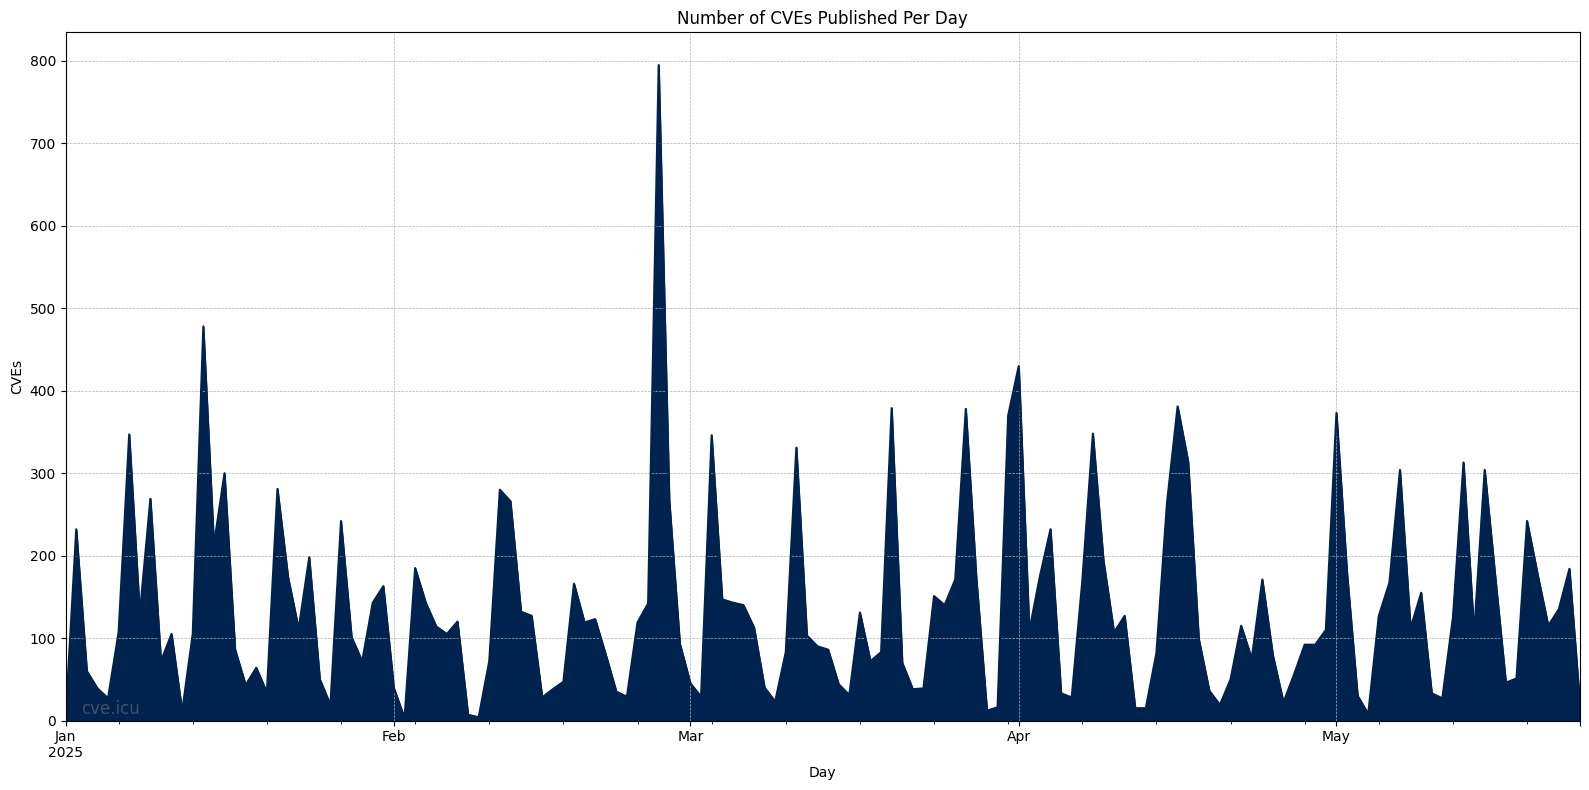 Number of CVEs Published Per Day
CVEs
800
700
600
500
400
300
200
100
0
cve.icu
Jan
2025
Feb
Mar
Apr
May
Day